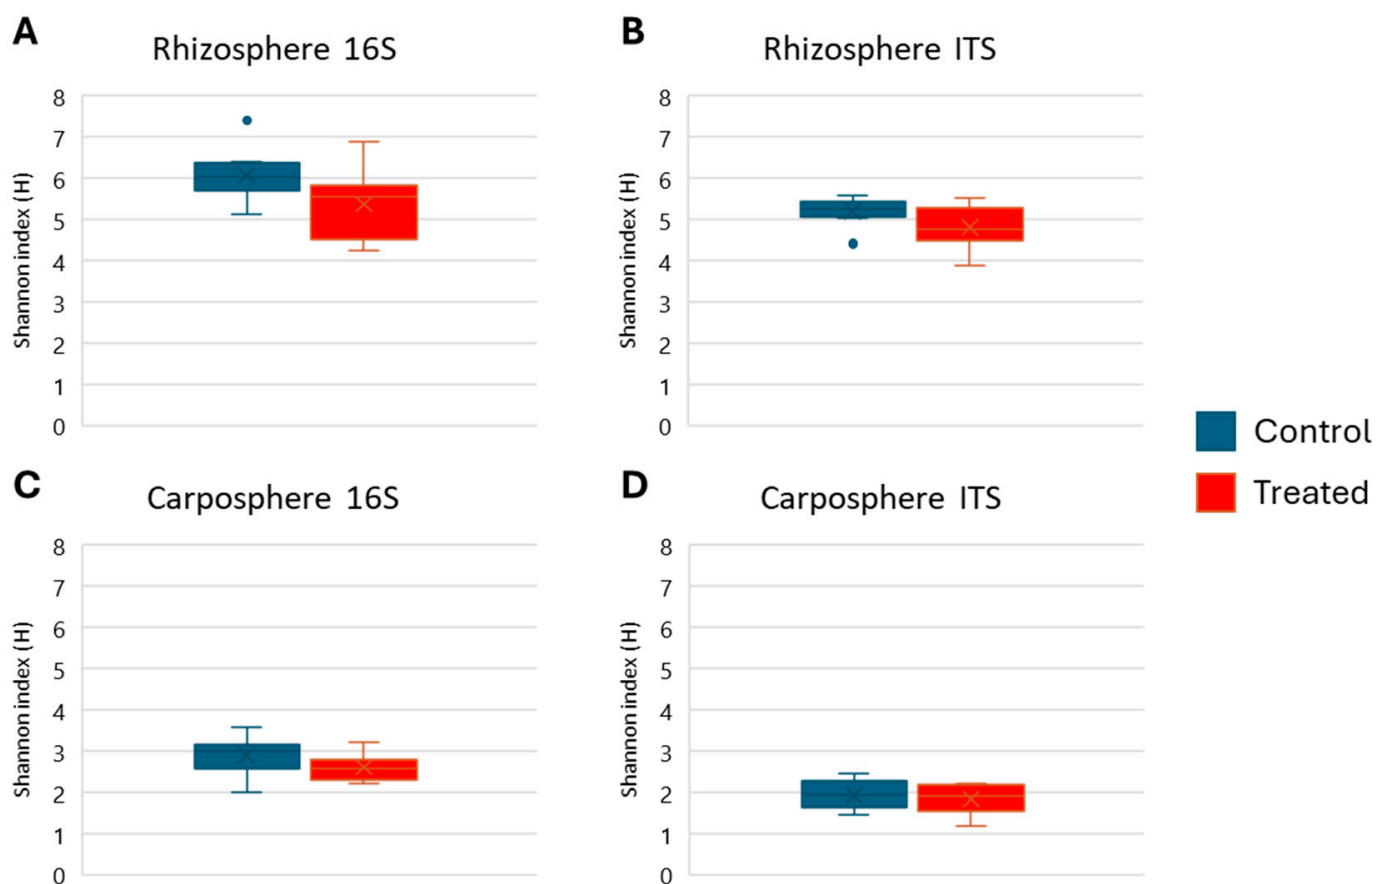 A
Rhizosphere 16S
Shannon index (H)
8
7
6
5
4
3
2
1
0
B
Rhizosphere ITS
Shannon index (H)
8
7
6
5
4
3
2
1
0
Control
Treated
C
Carposphere 16S
Shannon index (H)
8
7
6
5
4
3
2
1
0
D
Carposphere ITS
Shannon index (H)
8
7
6
5
4
3
2
1
0